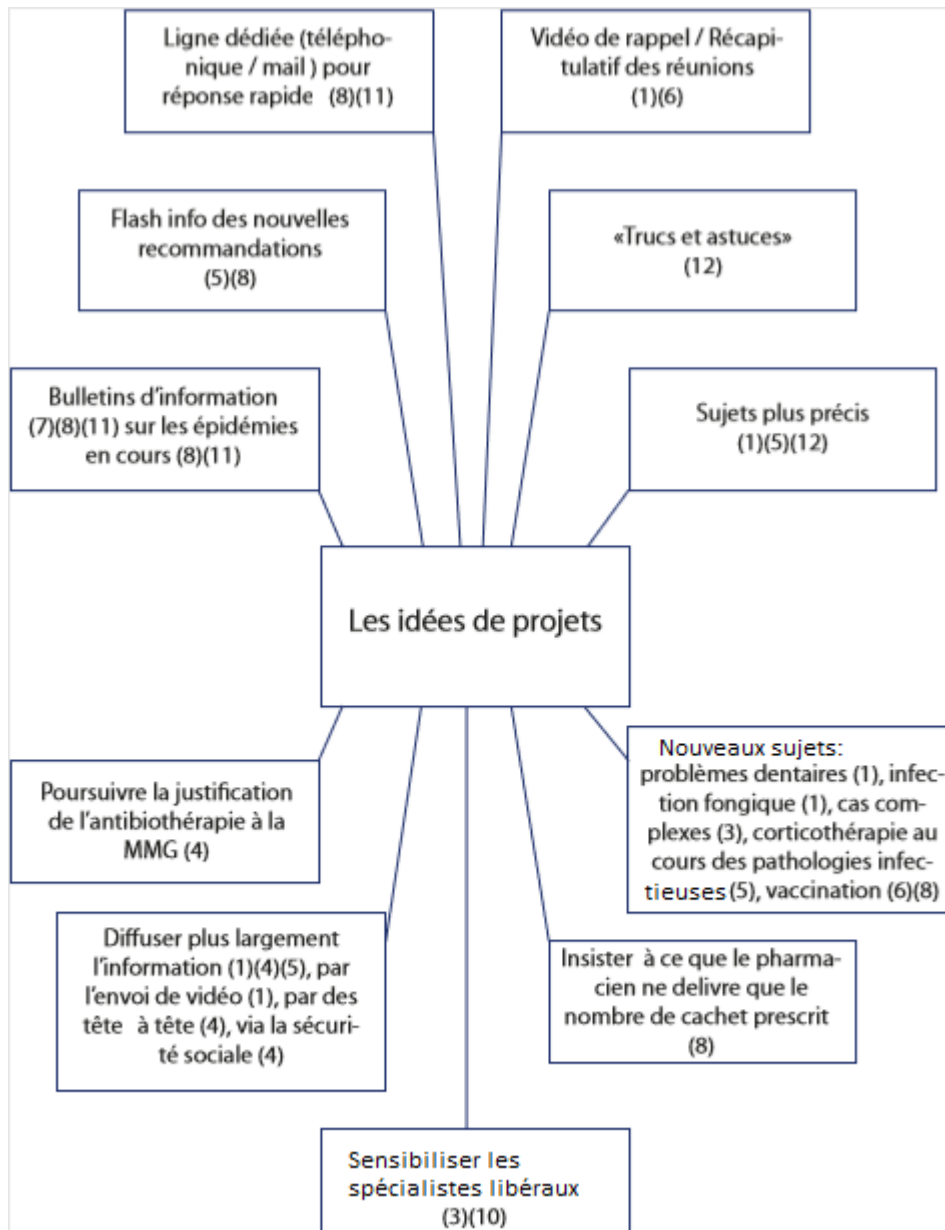 Ligne dédiée (télépho-
nique / mail ) pour
réponse rapide (8)(11)
Vidéo de rappel / Récapi-
tulatif des réunions
(1)(6)
Flash info des nouvelles
recommandations
(5)(8)
«Trucs et astuces»
(12)
Bulletins d'information
(7)(8)(11) sur les épidémies
en cours (8)(11)
Sujets plus précis
(1)(5)(12)
Les idées de projets
Poursuivre la justification
de l'antibiothérapie à la
MMG (4)
Nouveaux sujets:
problèmes dentaires (1), infec-
tion fongique (1), cas com-
plexes (3), corticothérapie au
cours des pathologies infec-
tieuses (5), vaccination (6)(8)
Diffuser plus largement
l'information (1)(4)(5), par
l'envoi de vidéo (1), par des
tête à tête (4), via la sécuri-
té sociale (4)
Insister à ce que le pharma-
cien ne delivre que le
nombre de cachet prescrit
(8)
Sensibiliser les
spécialistes libéraux
(3)(10)